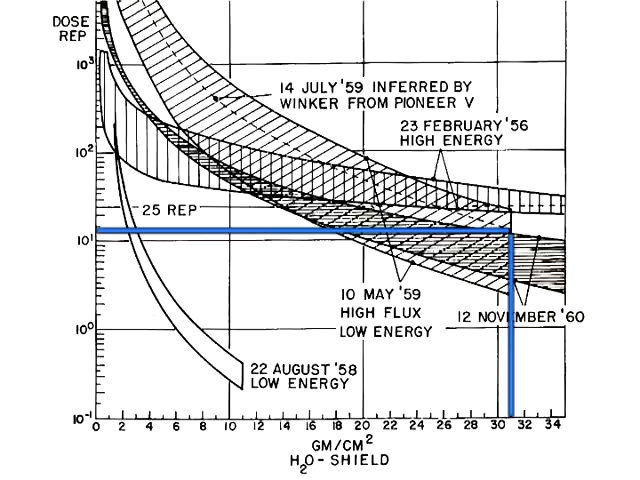 DOSE
REP
10³
14 JULY '59 INFERRED BY
WINKER FROM PIONEER V
23 FEBRUARY '56
HIGH ENERGY
10²
25 REP
10¹
10 MAY '59
HIGH FLUX
LOW ENERGY
12 NOVEMBER '60
10⁰
22 AUGUST '58
LOW ENERGY
10⁻¹
0 2 4 6 8 10 12 14 16 18 20 22 24 26 28 30 32 34
GM/CM²
H₂O - SHIELD